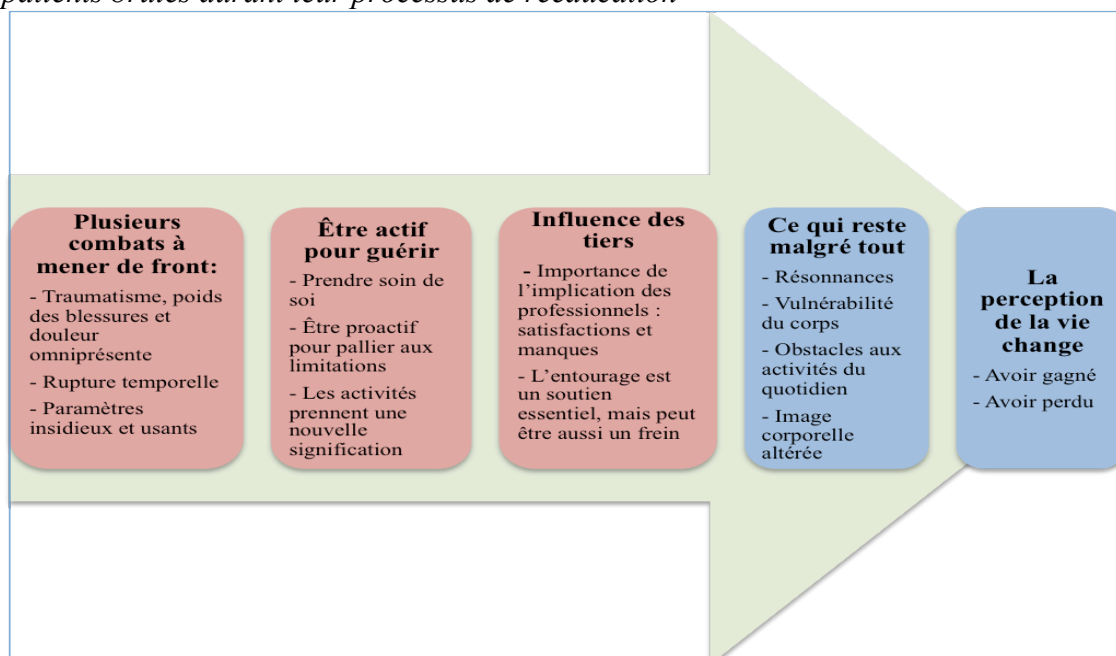 patients brûlés durant leur processus de rééducation
Plusieurs
combats à
mener de front:
- Traumatisme, poids
des blessures et
douleur
omniprésente
- Rupture temporelle
- Paramètres
insidieux et usants
Être actif
pour guérir
- Prendre soin de
soi
- Être proactif
pour pallier aux
limitations
- Les activités
prennent une
nouvelle
signification
Influence des
tiers
- Importance de
l’implication des
professionnels :
satisfactions et
manques
- L’entourage est
un soutien
essentiel, mais peut
être aussi un frein
Ce qui reste
malgré tout
- Résonnances
- Vulnérabilité
du corps
- Obstacles aux
activités du
quotidien
- Image
corporelle
altérée
La
perception
de la vie
change
- Avoir gagné
- Avoir perdu